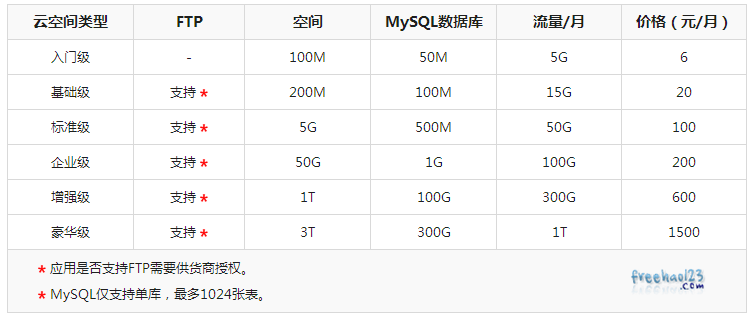 云空间类型 FTP 空间 MySQL数据库 流量/月 价格（元/月）
入门级 - 100M 50M 5G 6
基础级 支持 * 200M 100M 15G 20
标准级 支持 * 5G 500M 50G 100
企业级 支持 * 50G 1G 100G 200
增强级 支持 * 1T 100G 300G 600
豪华级 支持 * 3T 300G 1T 1500
* 应用是否支持FTP需要供货商授权。
* MySQL仅支持单库，最多1024张表。
freehao123
.com